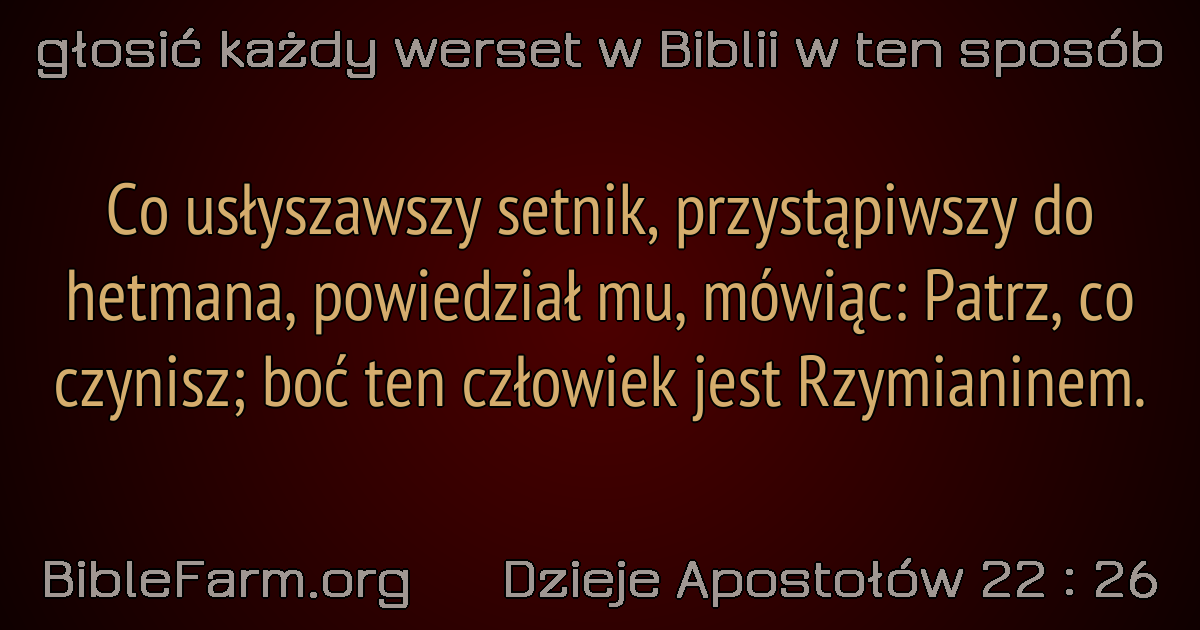 głosić każdy werset w Biblii w ten sposób
Co usłyszawszy setnik, przystąpiwszy do
hetmana, powiedział mu, mówiąc: Patrz, co
czynisz; boć ten człowiek jest Rzymianinem.
BibleFarm.org Dzieje Apostołów 22 : 26